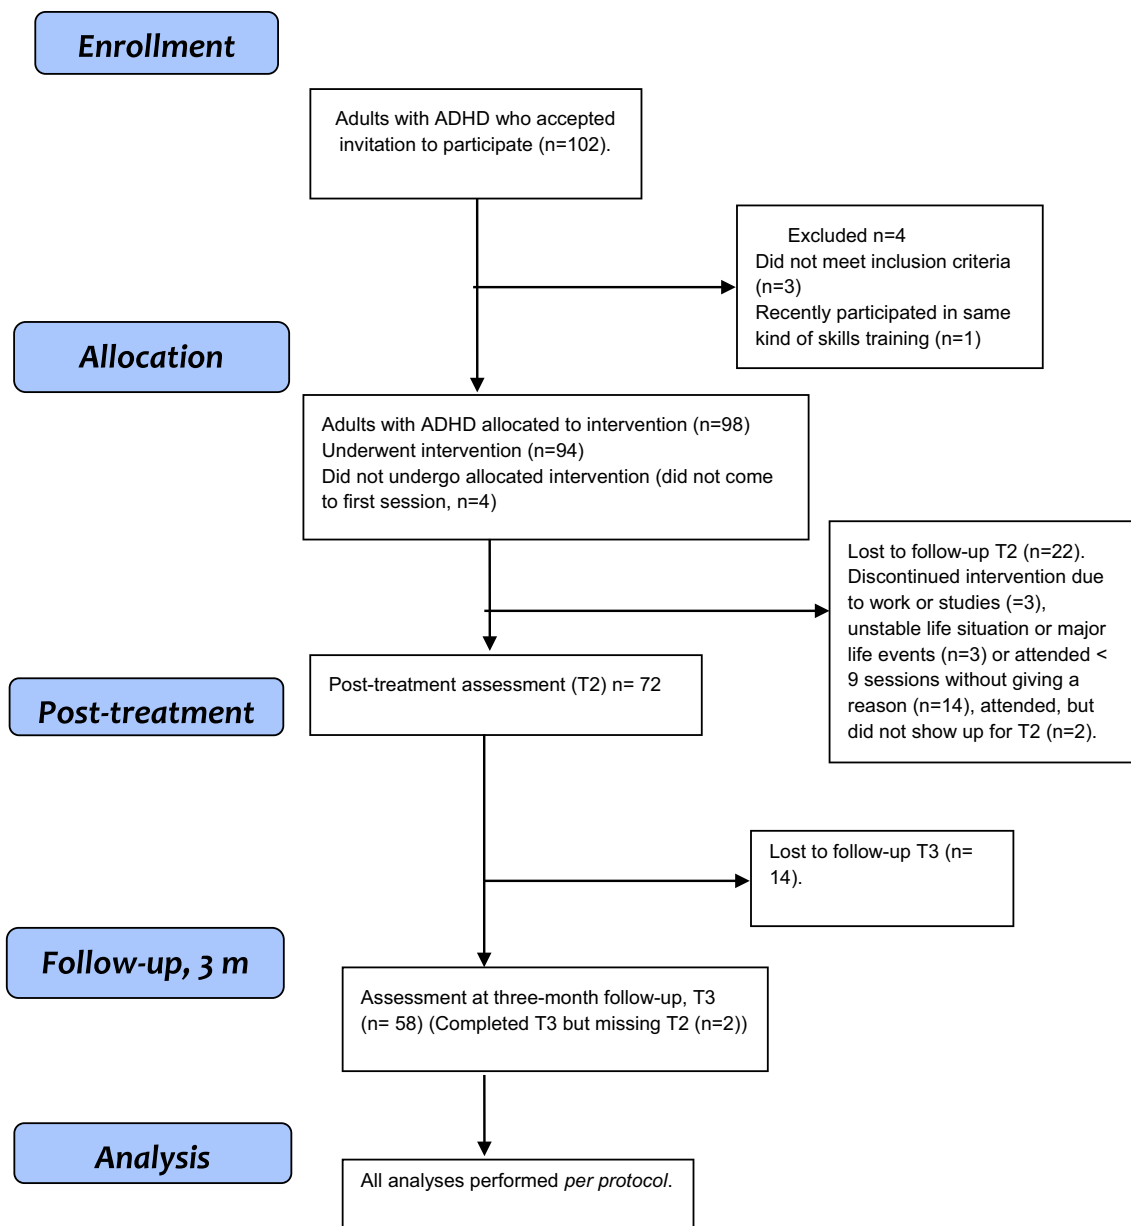 Enrollment
Adults with ADHD who accepted
invitation to participate (n=102).
Excluded n=4
Did not meet inclusion criteria
(n=3)
Recently participated in same
kind of skills training (n=1)
Allocation
Adults with ADHD allocated to intervention (n=98)
Underwent intervention (n=94)
Did not undergo allocated intervention (did not come
to first session, n=4)
Lost to follow-up T2 (n=22).
Discontinued intervention due
to work or studies (=3),
unstable life situation or major
life events (n=3) or attended <
9 sessions without giving a
reason (n=14), attended, but
did not show up for T2 (n=2).
Post-treatment
Post-treatment assessment (T2) n= 72
Lost to follow-up T3 (n=
14).
Follow-up, 3 m
Assessment at three-month follow-up, T3
(n= 58) (Completed T3 but missing T2 (n=2))
Analysis
All analyses performed per protocol.